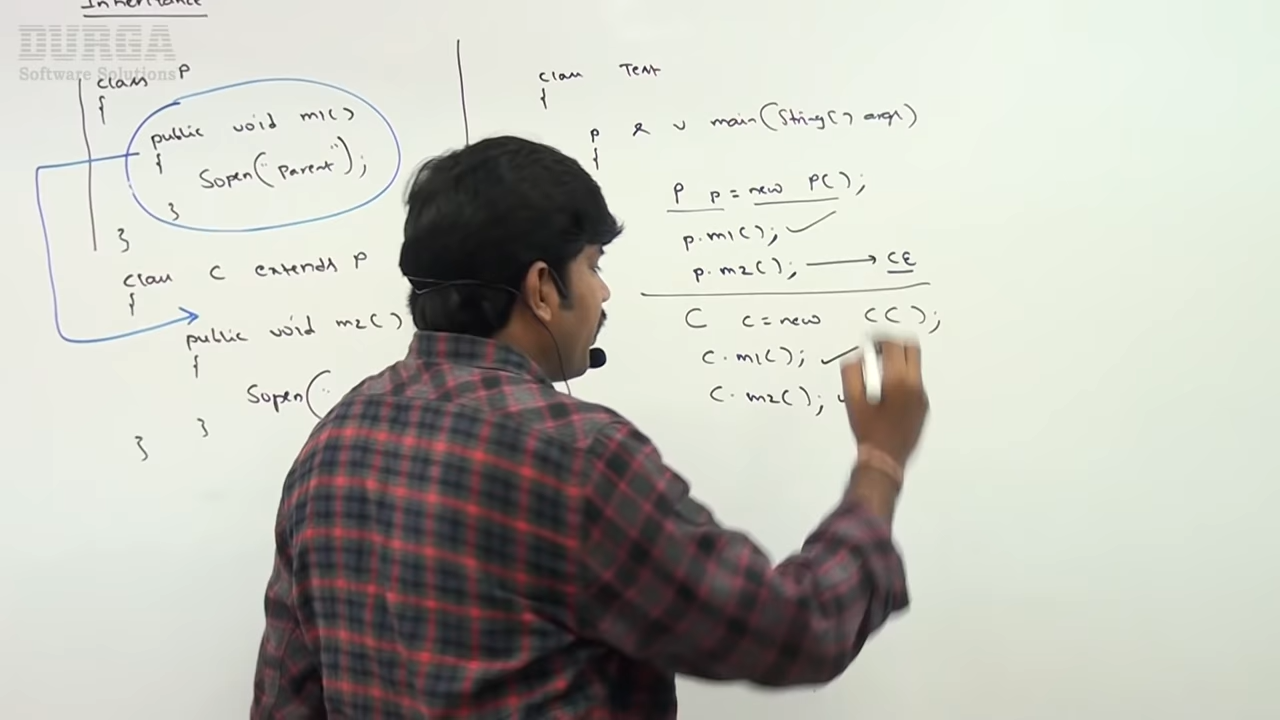 Inheritance
DURGA
Software Solutions
class P
{
public void m1()
{
Sopen("parent");
}
}
class C extends P
{
public void m2()
{
Sopen("
}
}
class Test
{
P S V main(String[] args)
{
P p = new P();
p.m1();
p.m2(); → CE
C c = new C();
C.m1();
C.m2();